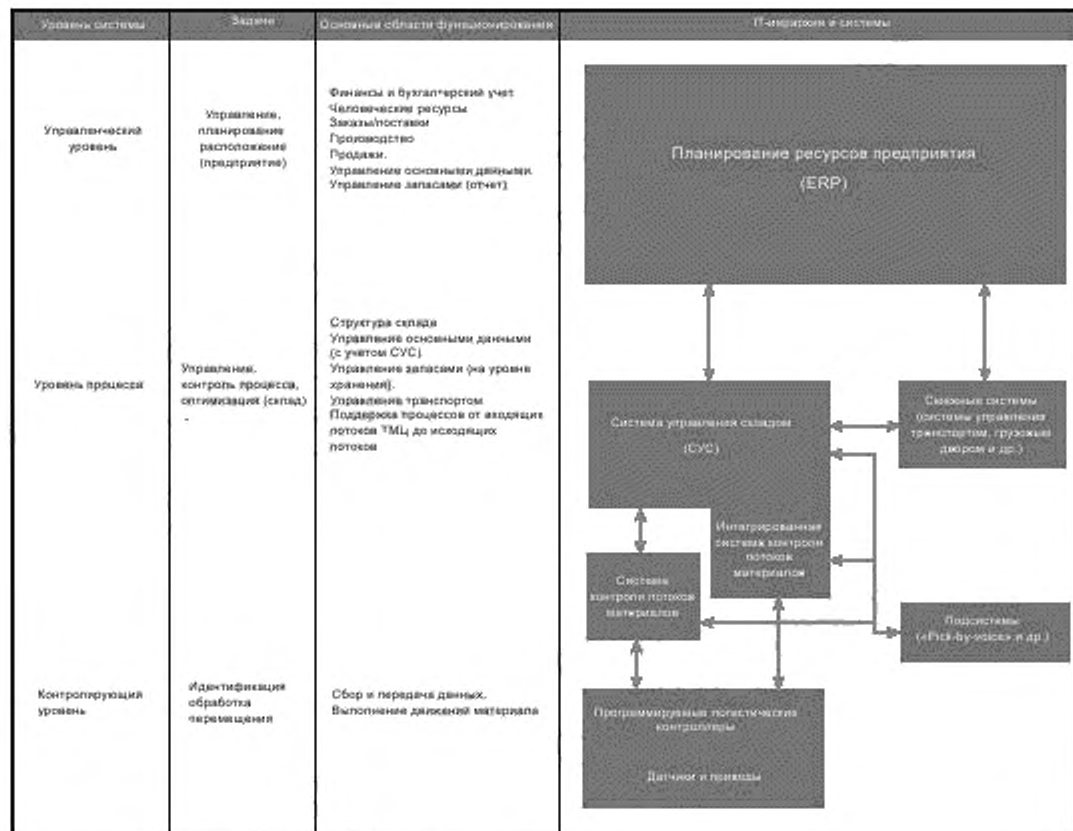 Уровень системы
Задачи
Основные области функционирования
IT-иерархия и системы
Управленческий
уровень
Управление,
планирование
расположение
(предприятие)
Финансы и бухгалтерский учет
Человеческие ресурсы
Заказы/поставки
Производство
Продажи.
Управление основными данными.
Управление запасами (отчет)
Планирование ресурсов предприятия
(ERP)
Уровень процесса
Управление,
контроль процесса,
оптимизация (склад)
-
Структура склада
Управление основными данными
(с учетом СУС)
Управление запасами (на уровне
хранения).
Управление транспортом
Поддержка процессов от входящих
потоков ТМЦ до исходящих
потоков
Система управления складом
(СУС)
Смежные системы
(системы управления
транспортом, грузовым
двором и др.)
Интегрированная
система контроля
потоков
материалов
Система
контроля потоков
материалов
Подсистемы
(«Pick-by-voice» и др.)
Контролирующий
уровень
Идентификация
обработка
перемещения
Сбор и передача данных.
Выполнение движений материала
Программируемые логистические
контроллеры
Датчики и приводы